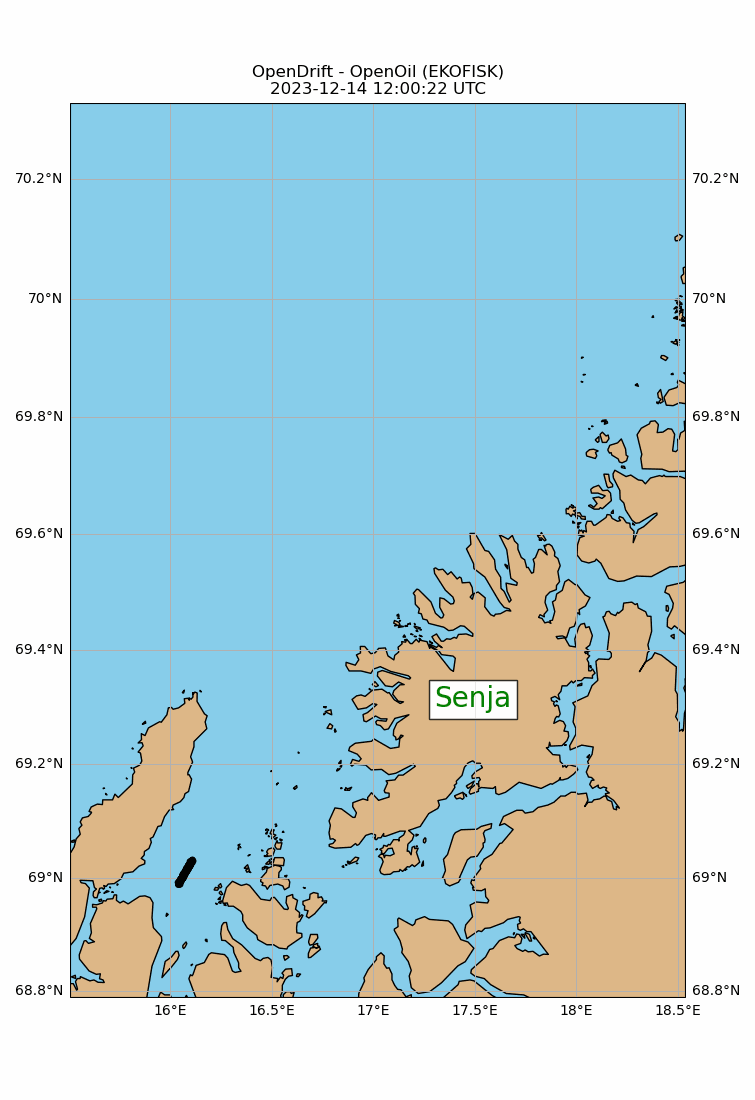 OpenDrift - OpenOil (EKOFISK)
2023-12-14 12:00:22 UTC
70.2°N 70.2°N
70°N 70°N
69.8°N 69.8°N
69.6°N 69.6°N
69.4°N 69.4°N
Senja
69.2°N 69.2°N
69°N 69°N
68.8°N 68.8°N
16°E 16.5°E 17°E 17.5°E 18°E 18.5°E